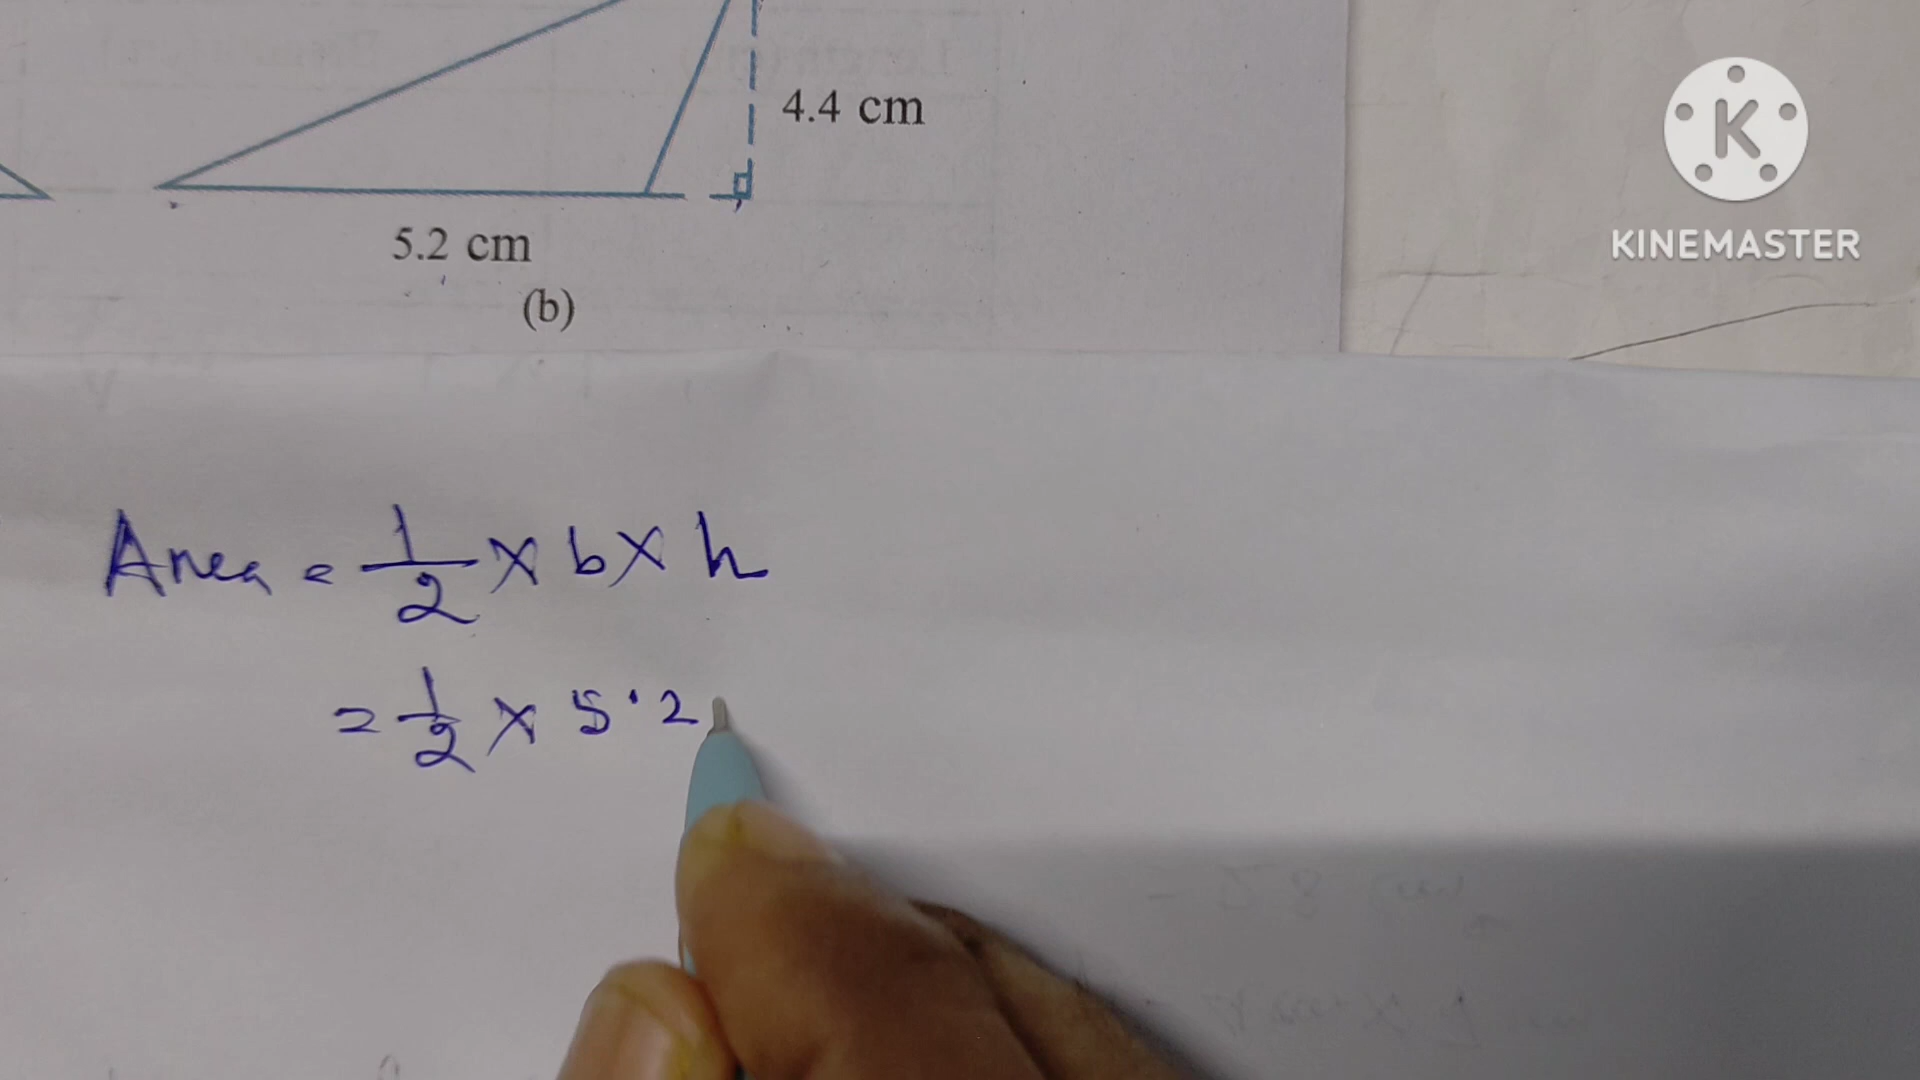 4.4 cm
5.2 cm
(b)
KINEMASTER
Area = 1/2 × b × h
= 1/2 × 5.2